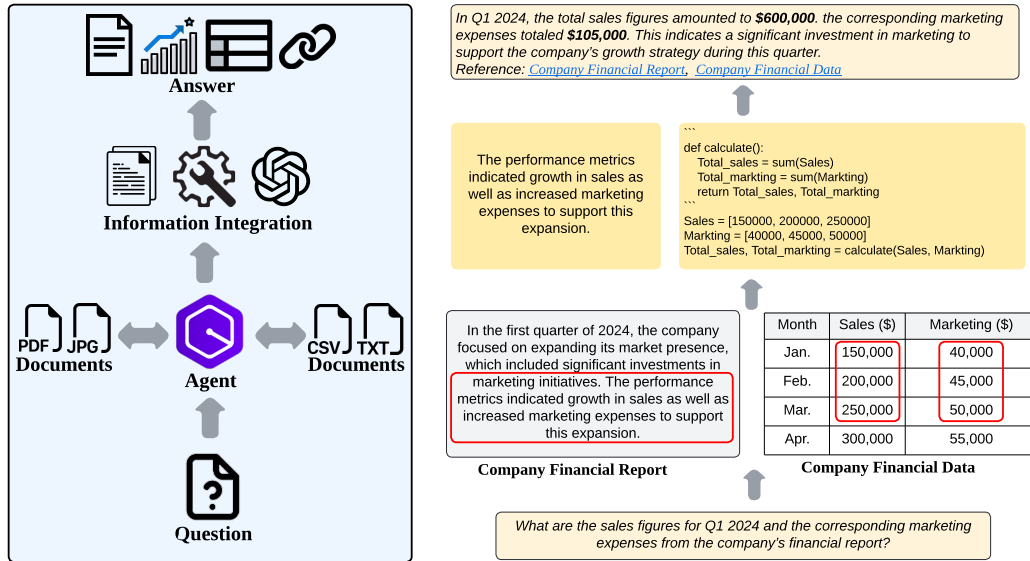 Answer
Information Integration
PDF
JPG
Documents
CSV
TXT
Documents
Agent
Question
In Q1 2024, the total sales figures amounted to $600,000. the corresponding marketing
expenses totaled $105,000. This indicates a significant investment in marketing to
support the company's growth strategy during this quarter.
Reference: Company Financial Report, Company Financial Data
The performance metrics
indicated growth in sales as
well as increased marketing
expenses to support this
expansion.
```
def calculate():
Total_sales = sum(Sales)
Total_markting = sum(Markting)
return Total_sales, Total_markting
```
Sales = [150000, 200000, 250000]
Markting = [40000, 45000, 50000]
Total_sales, Total_markting = calculate(Sales, Markting)
In the first quarter of 2024, the company
focused on expanding its market presence,
which included significant investments in
marketing initiatives. The performance
metrics indicated growth in sales as well as
increased marketing expenses to support
this expansion.
Company Financial Report
Month Sales ($) Marketing ($)
Jan. 150,000 40,000
Feb. 200,000 45,000
Mar. 250,000 50,000
Apr. 300,000 55,000
Company Financial Data
What are the sales figures for Q1 2024 and the corresponding marketing
expenses from the company's financial report?